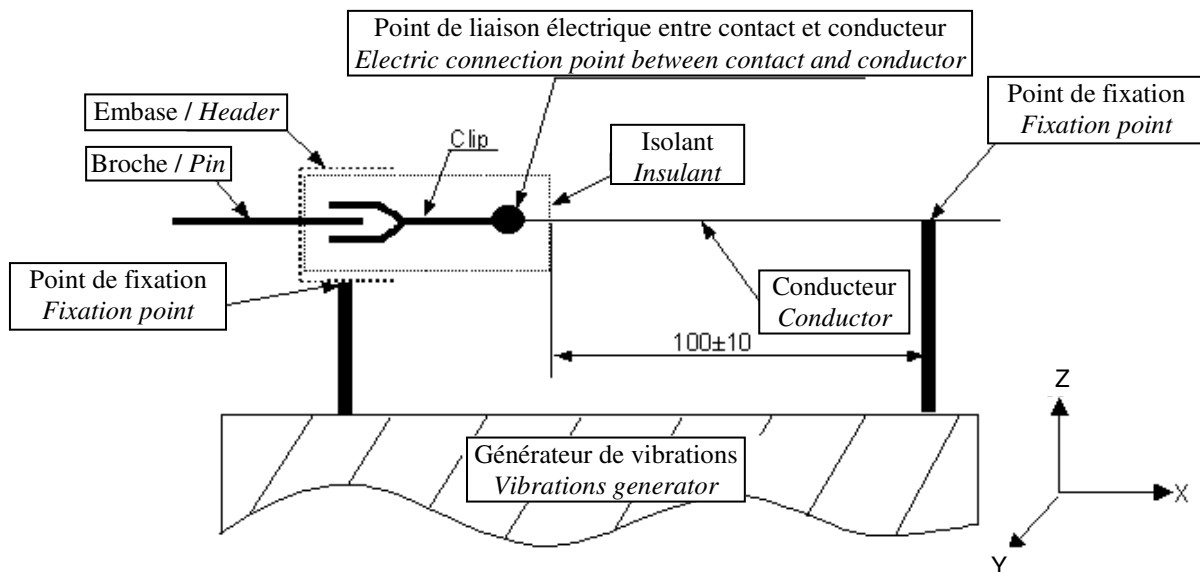 Point de liaison électrique entre contact et conducteur
Electric connection point between contact and conductor
Point de fixation
Fixation point
Embase / Header
Clip
Isolant
Insulant
Broche / Pin
Point de fixation
Fixation point
Conducteur
Conductor
100±10
Z
Générateur de vibrations
Vibrations generator
X
Y